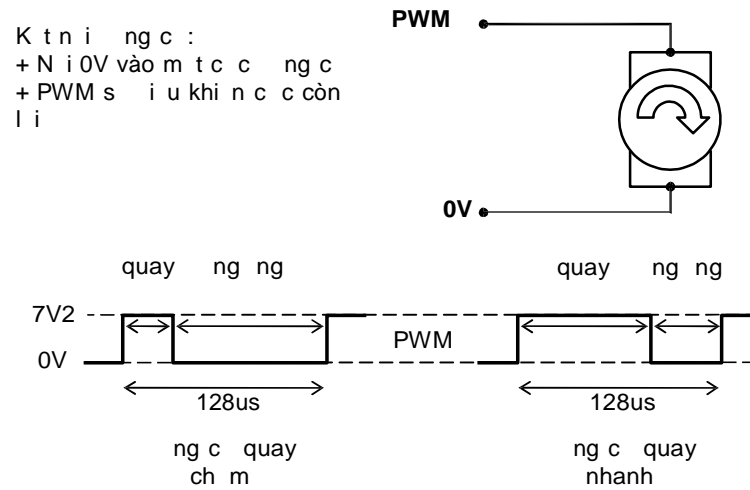 K t n i ng c :
+ N i 0V vào m t c c ng c
+ PWM s i u khi n c c còn
l i
PWM
0V
quay ng ng
quay ng ng
7V2
PWM
0V
128us
128us
ng c quay
ch m
ng c quay
nhanh